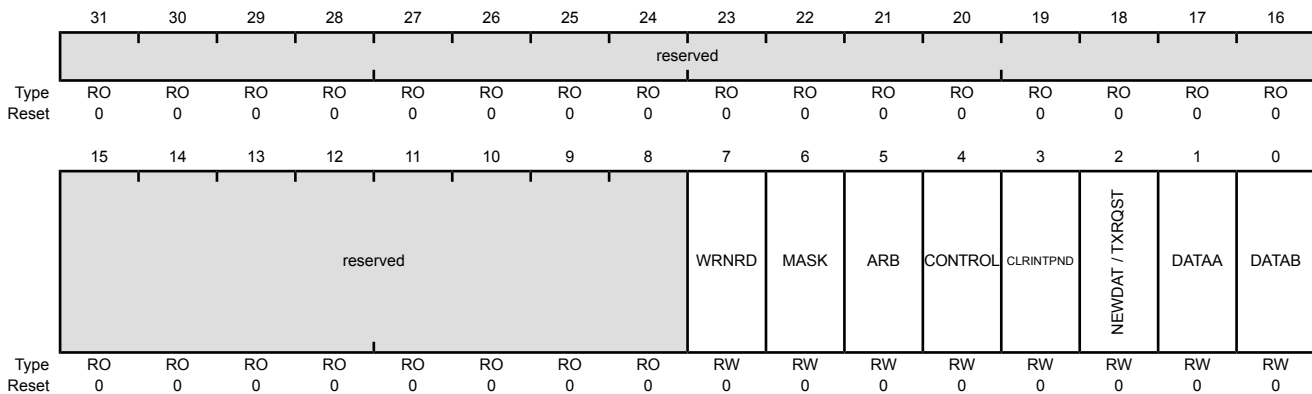 31 30 29 28 27 26 25 24 23 22 21 20 19 18 17 16
reserved
Type RO RO RO RO RO RO RO RO RO RO RO RO RO RO RO RO
Reset 0 0 0 0 0 0 0 0 0 0 0 0 0 0 0 0
15 14 13 12 11 10 9 8 7 6 5 4 3 2 1 0
reserved WRNRD MASK ARB CONTROL CLRINTPND NEWDAT / TXRQST DATAA DATAB
Type RO RO RO RO RO RO RO RO RW RW RW RW RW RW RW RW
Reset 0 0 0 0 0 0 0 0 0 0 0 0 0 0 0 0